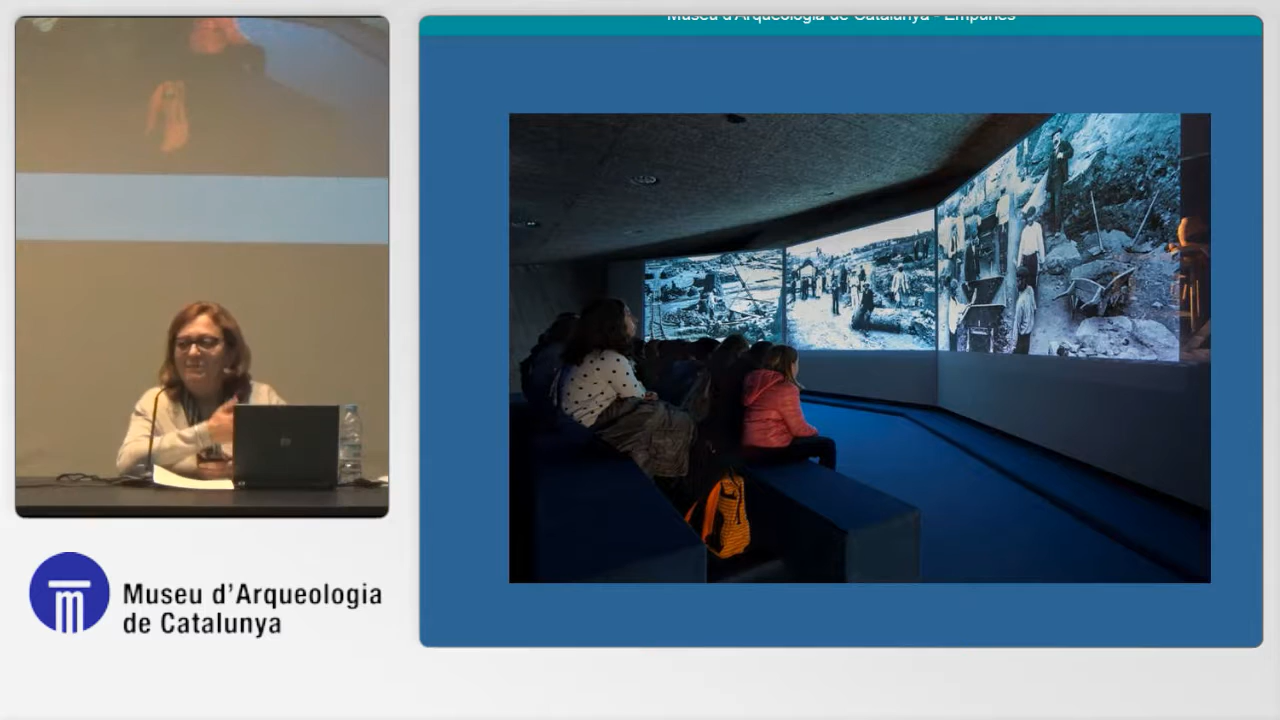 Museu d'Arqueologia de Catalunya - Empúries
Museu d'Arqueologia
de Catalunya